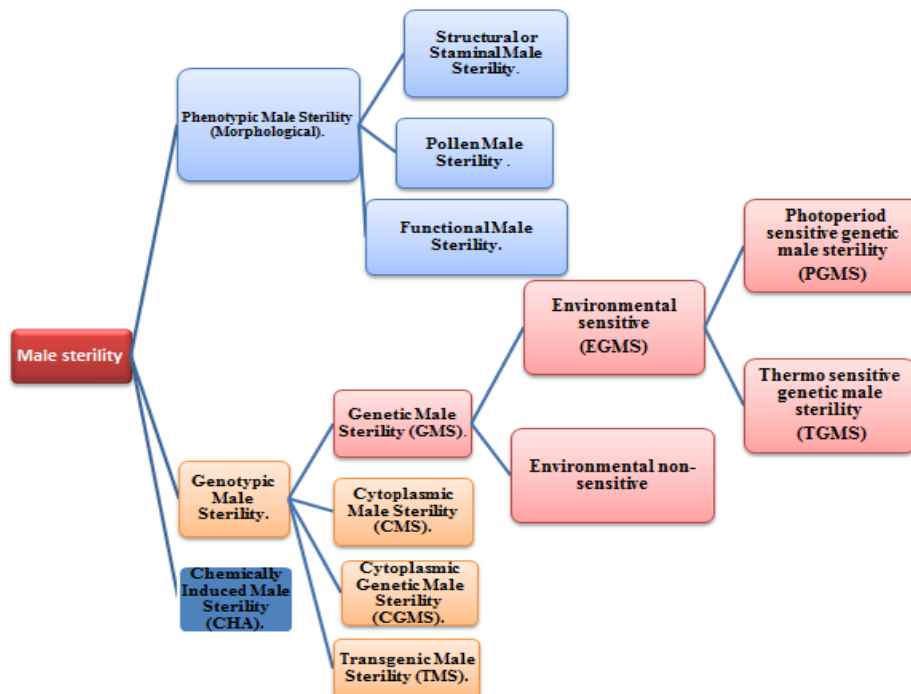 Structural or
Staminal Male
Sterility.
Phenotypic Male Sterility
(Morphological).
Pollen Male
Sterility .
Functional Male
Sterility.
Photoperiod
sensitive genetic
male sterility
(PGMS)
Environmental
sensitive
(EGMS)
Male sterility
Thermo sensitive
genetic male
sterility
(TGMS)
Genetic Male
Sterility (GMS).
Environmental non-
sensitive
Genotypic
Male
Sterility.
Cytoplasmic
Male Sterility
(CMS).
Chemically
Induced Male
Sterility
(CHA).
Cytoplasmic
Genetic Male
Sterility
(CGMS).
Transgenic Male
Sterility (TMS).